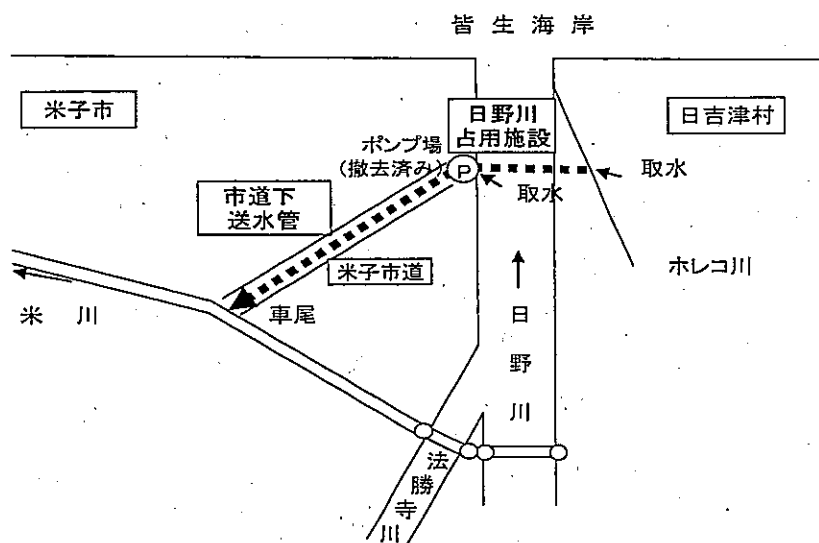 皆生海岸
米子市
日野川
占用施設
日吉津村
ポンプ場
(撤去済み)
P
取水
取水
市道下
送水管
米子市道
ホレコ川
車尾
米川
日野川
法勝寺川